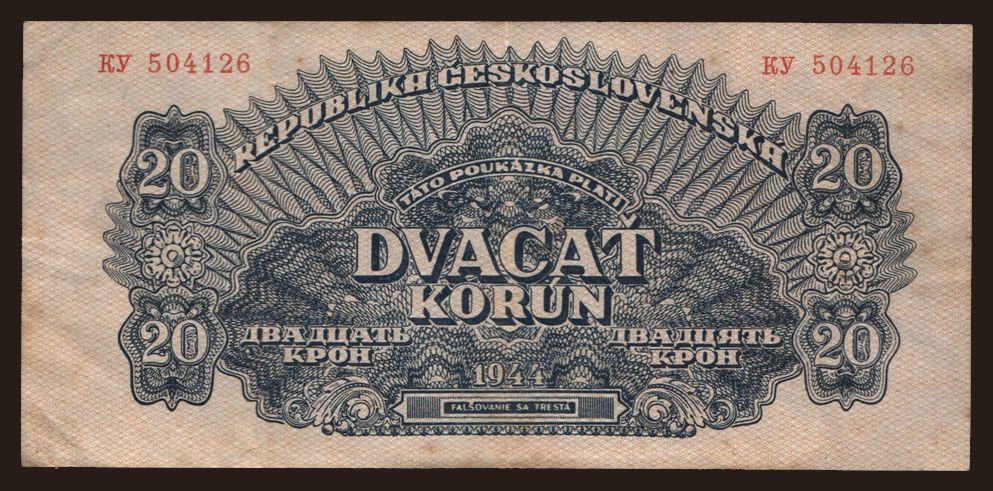 КУ 504126
КУ 504126
REPUBLIKA ČESKOSLOVENSKÁ
20
20
TÁTO POUKÁZKA PLATÍ
DVACAŤ
KORÚN
20
20
ДВАДЦАТЬ
КРОН
ДВАДЦЯТЬ
КРОН
1944
FALŠOVANIE SA TRESTÁ